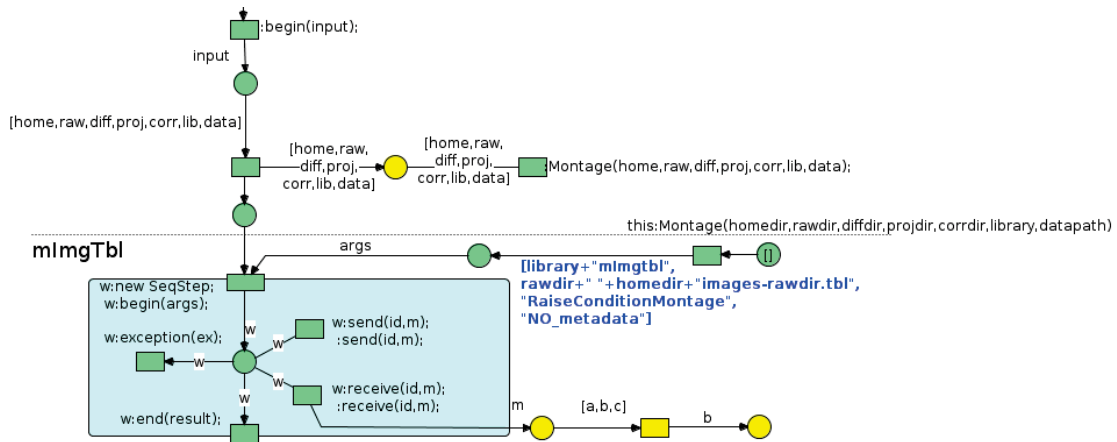 :begin(input);
input
[home,raw,diff,proj,corr,lib,data]
[home,raw,
diff,proj,
corr,lib,data]
[home,raw,
diff,proj,
corr,lib,data]
:Montage(home,raw,diff,proj,corr,lib,data);
this:Montage(homedir,rawdir,diffdir,projdir,corrdir,library,datapath)
mImgTbl
args
[]
[library+"mImgtbl",
rawdir+" "+homedir+"images-rawdir.tbl",
"RaiseConditionMontage",
"NO_metadata"]
w:new SeqStep;
w:begin(args);
w
w:send(id,m);
:send(id,m);
w
w:exception(ex);
w
w
w:receive(id,m);
:receive(id,m);
w
w:end(result);
m
[a,b,c]
b